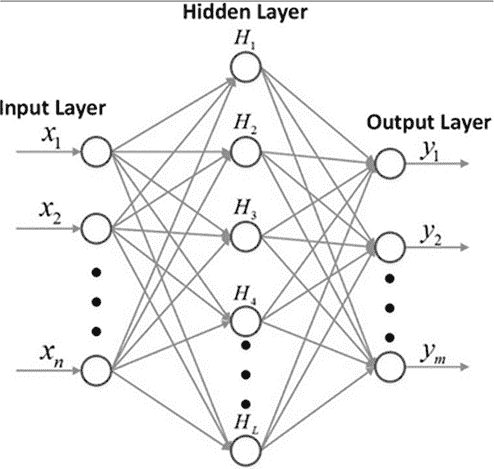 Hidden Layer
H1
Input Layer
x1
H2
Output Layer
y1
x2
H3
y2
H4
xn
ym
HL